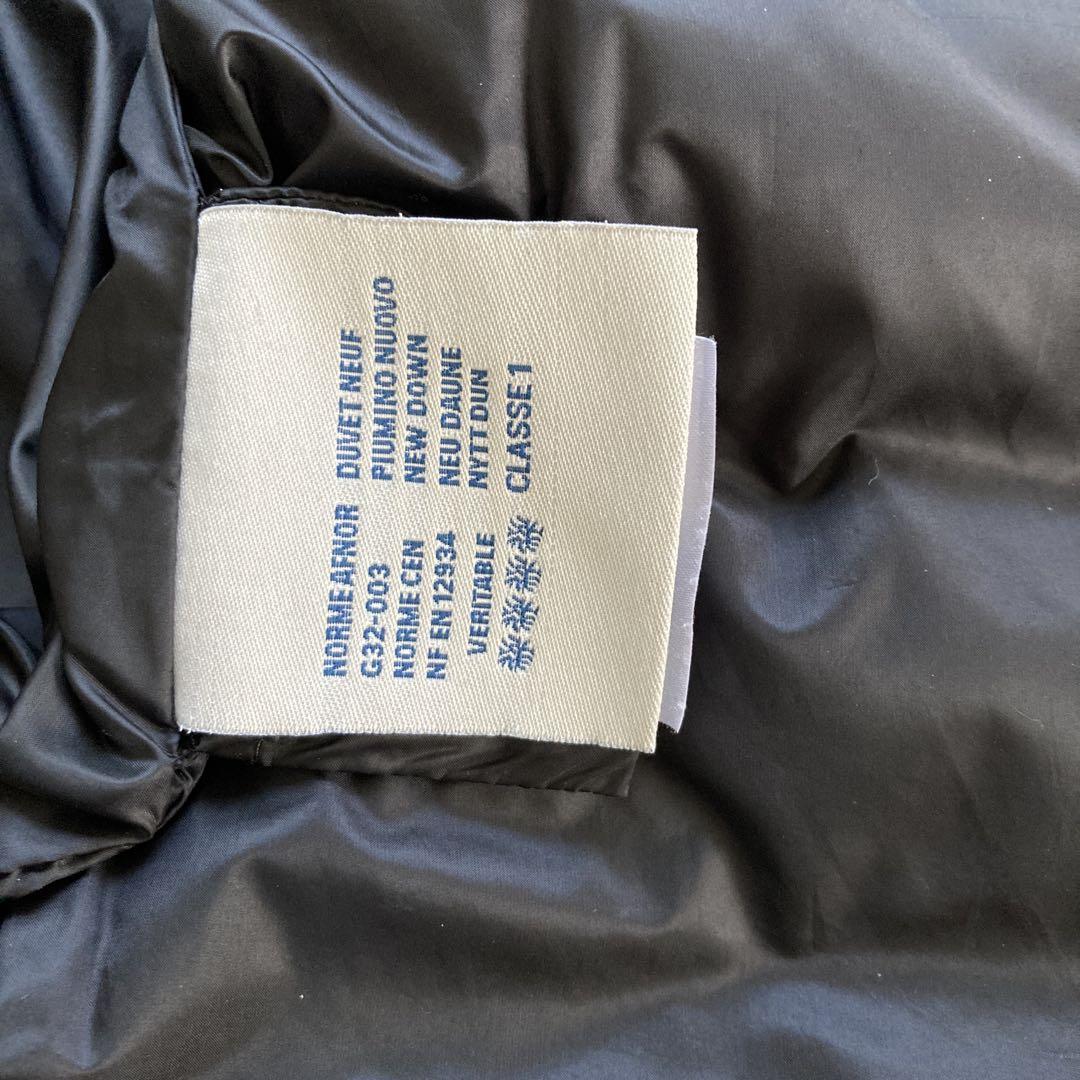 NORME AFNOR DUVET NEUF
G32-003 PIUMINO NUOVO
NORME CEN NEW DOWN
NF EN 12934 NEU DAUNE
VERITABLE NYTT DUN
CLASSE 1